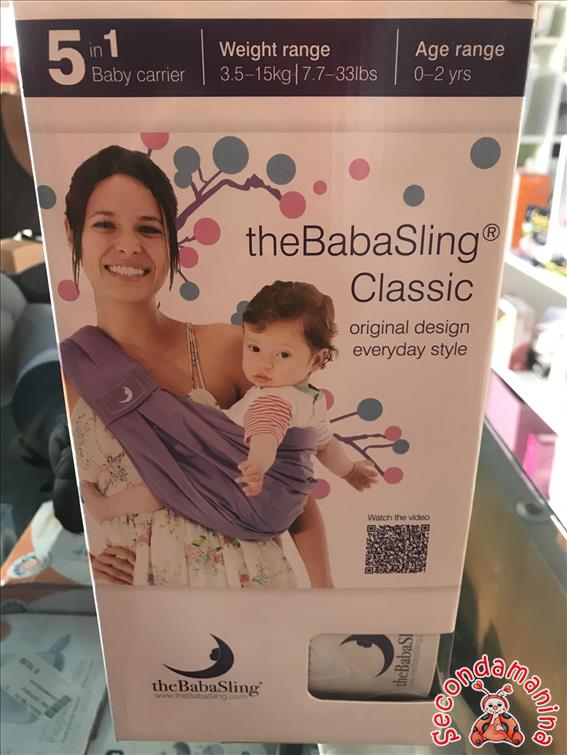 5 in 1
Baby carrier
Weight range
3.5–15kg|7.7–33lbs
Age range
0–2 yrs
theBabaSling®
Classic
original design
everyday style
Watch the video
theBabaSling®
www.theBabaSling.com
theBabaSl
secondamanina